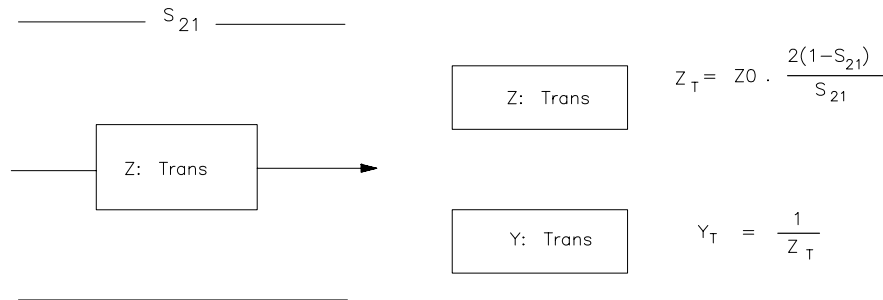 S21
Z: Trans
Z: Trans
ZT = Z0 . 2(1-S21) / S21
Y: Trans
YT = 1 / ZT